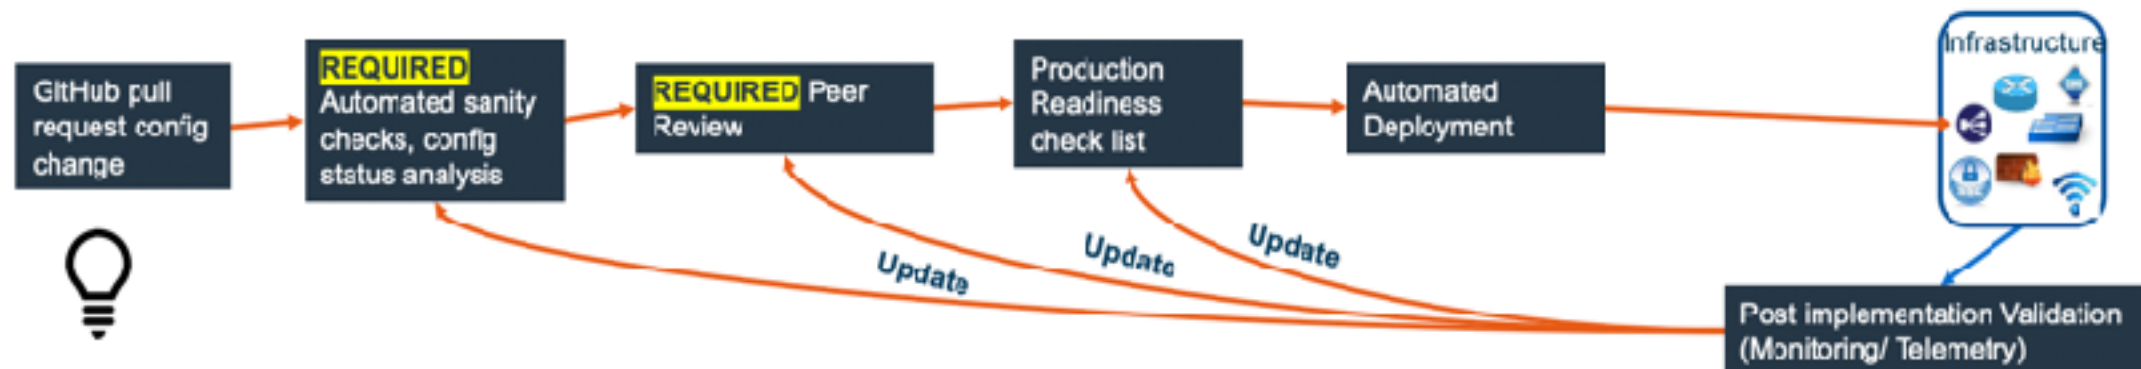 GitHub pull
request config
change
REQUIRED
Automated sanity
checks, config
status analysis
REQUIRED Peer
Review
Production
Readiness
check list
Automated
Deployment
Infrastructure
Update
Update
Update
Post implementation Validation
(Monitoring/ Telemetry)